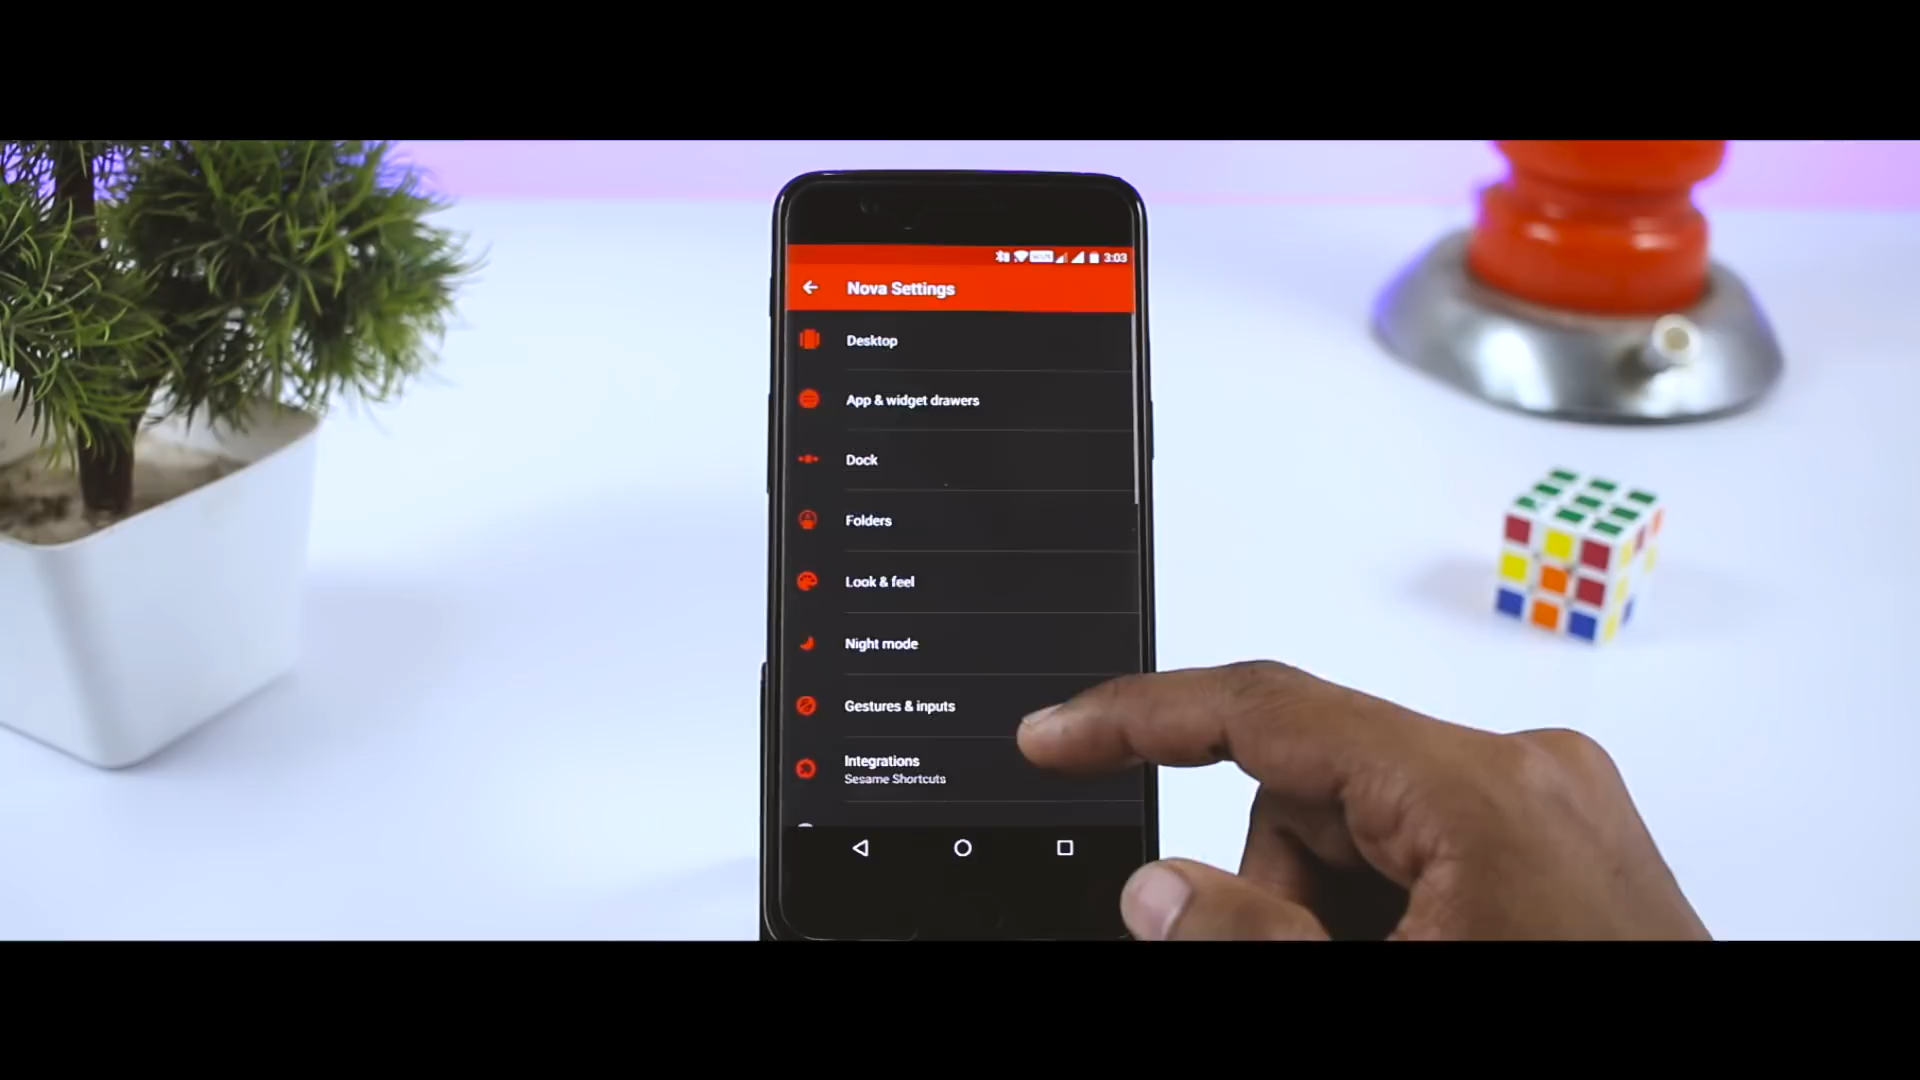 3:03
Nova Settings
Desktop
App & widget drawers
Dock
Folders
Look & feel
Night mode
Gestures & inputs
Integrations
Sesame Shortcuts